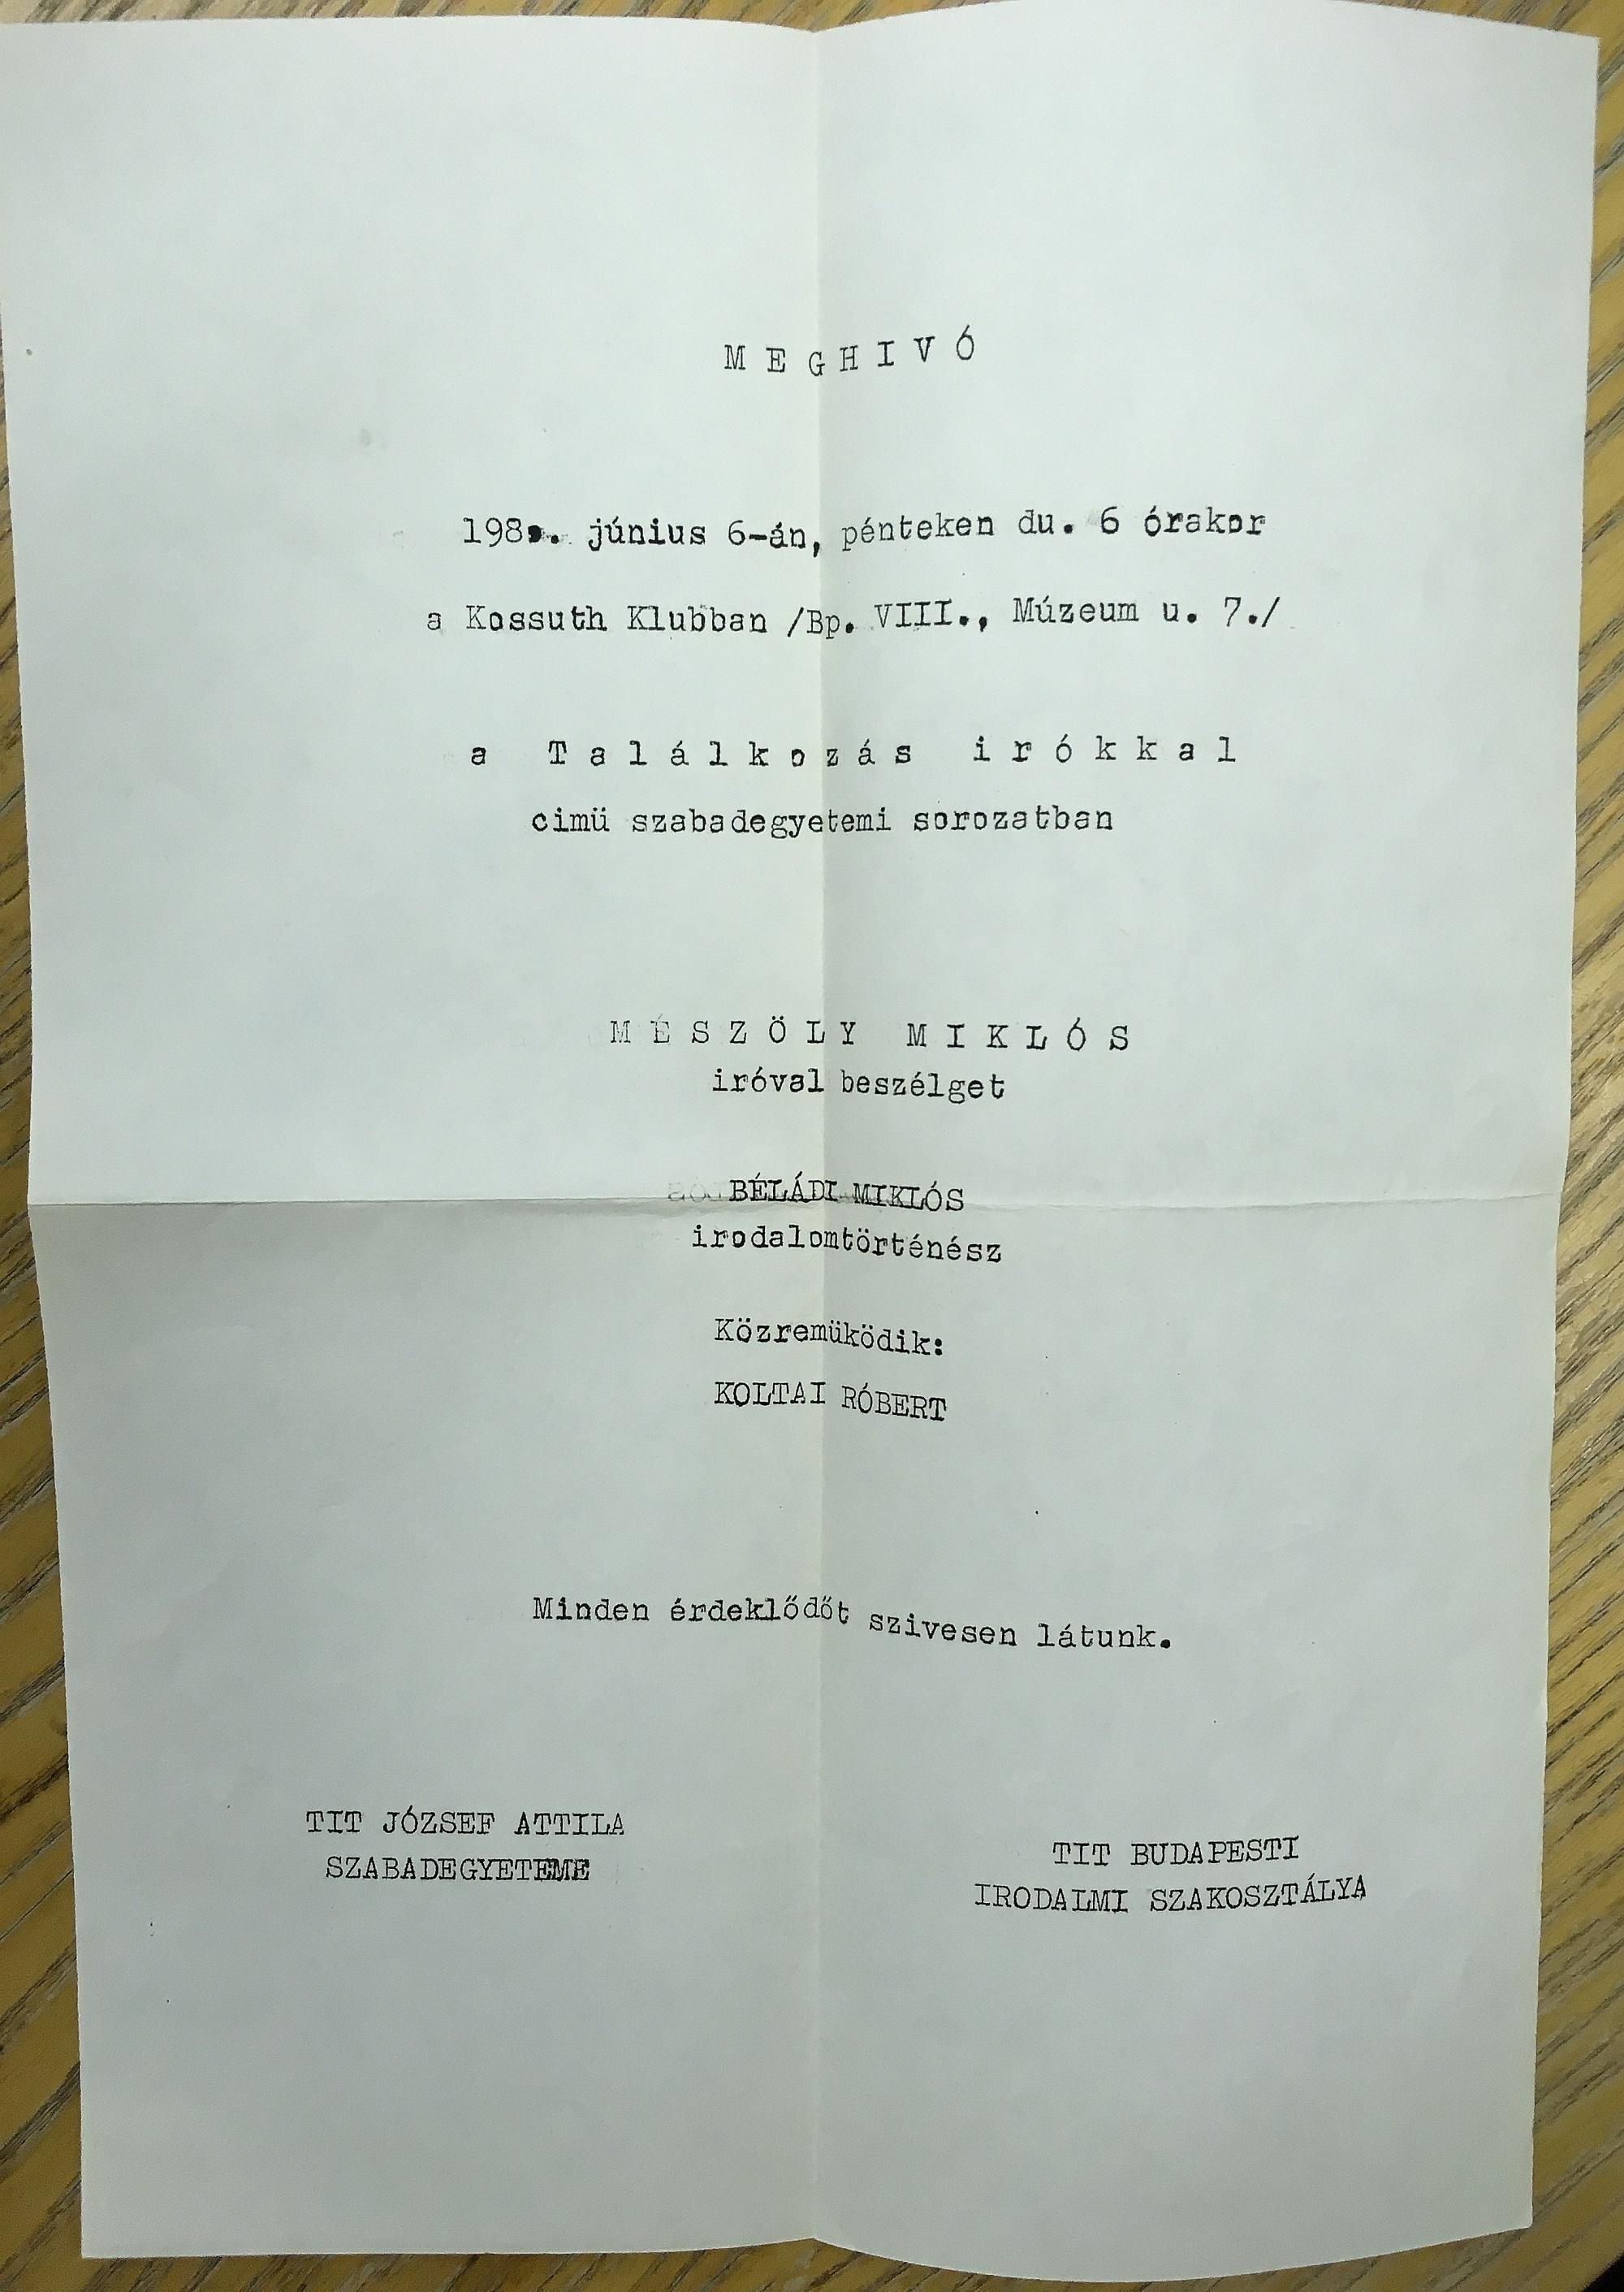 M E G H I V Ó
június 6-án, pénteken du. 6 órakor
a Kossuth Klubban /Bp. VIII., Múzeum u. 7./
a T a l á l k o z á s i r ó k k a l
cimü szabadegyetemi sorozatban
M É S Z Ö L Y M I K L Ó S
iróval beszélget
BÉLÁDI MIKLÓS
irodalomtörténész
Közremüködik:
KOLTAI RÓBERT
Minden érdeklődőt szivesen látunk.
TIT JÓZSEF ATTILA
SZABADEGYETEME
TIT BUDAPESTI
IRODALMI SZAKOSZTÁLYA